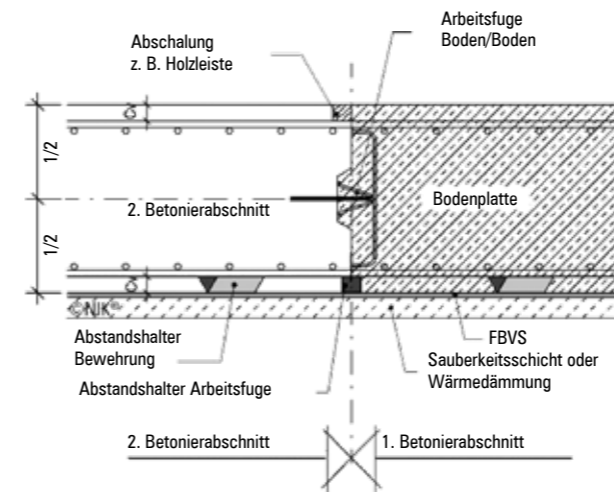 Arbeitsfuge
Boden/Boden
Abschalung
z. B. Holzleiste
1/2
2. Betonierabschnitt
Bodenplatte
1/2
Abstandshalter
Bewehrung
FBVS
Sauberkeitsschicht oder
Wärmedämmung
Abstandshalter Arbeitsfuge
2. Betonierabschnitt
1. Betonierabschnitt